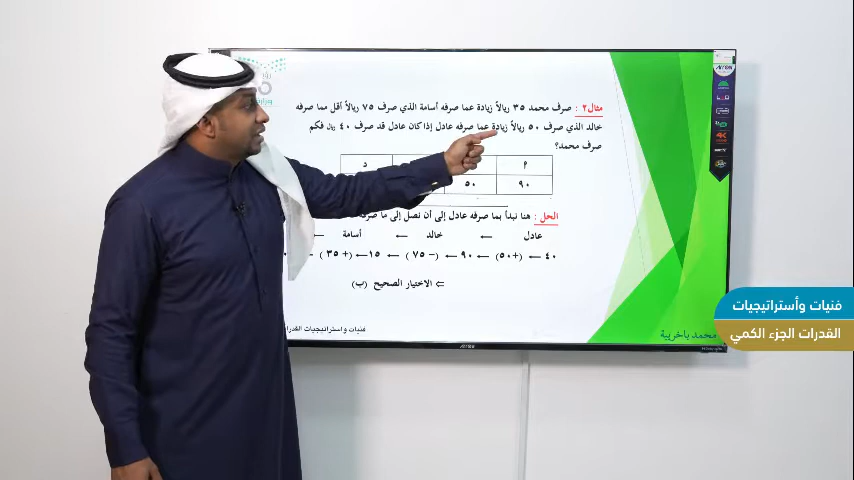 مثال٢ : صرف محمد ٣٥ ريالاً زيادة عما صرفه أسامة الذي صرف ٧٥ ريالاً أقل مما صرفه
خالد الذي صرف ٥٠ ريالاً زيادة عما صرفه عادل إذا كان عادل قد صرف ٤٠ ريال فكم
صرف محمد؟
م د
٩٠ ٥٠
الحل : هنا نبدأ بما صرفه عادل إلى أن نصل إلى ما صرفه
عادل ← خالد ← أسامة ←
٤٠ ← (+٥٠) ← ٩٠ ← (− ٧٥) ← ١٥ ← (+ ٣٥)
⇐ الاختيار الصحيح (ب)
فنيات واستراتيجيات
محمد باخريبة
فنيات وأستراتيجيات
القدرات الجزء الكمي